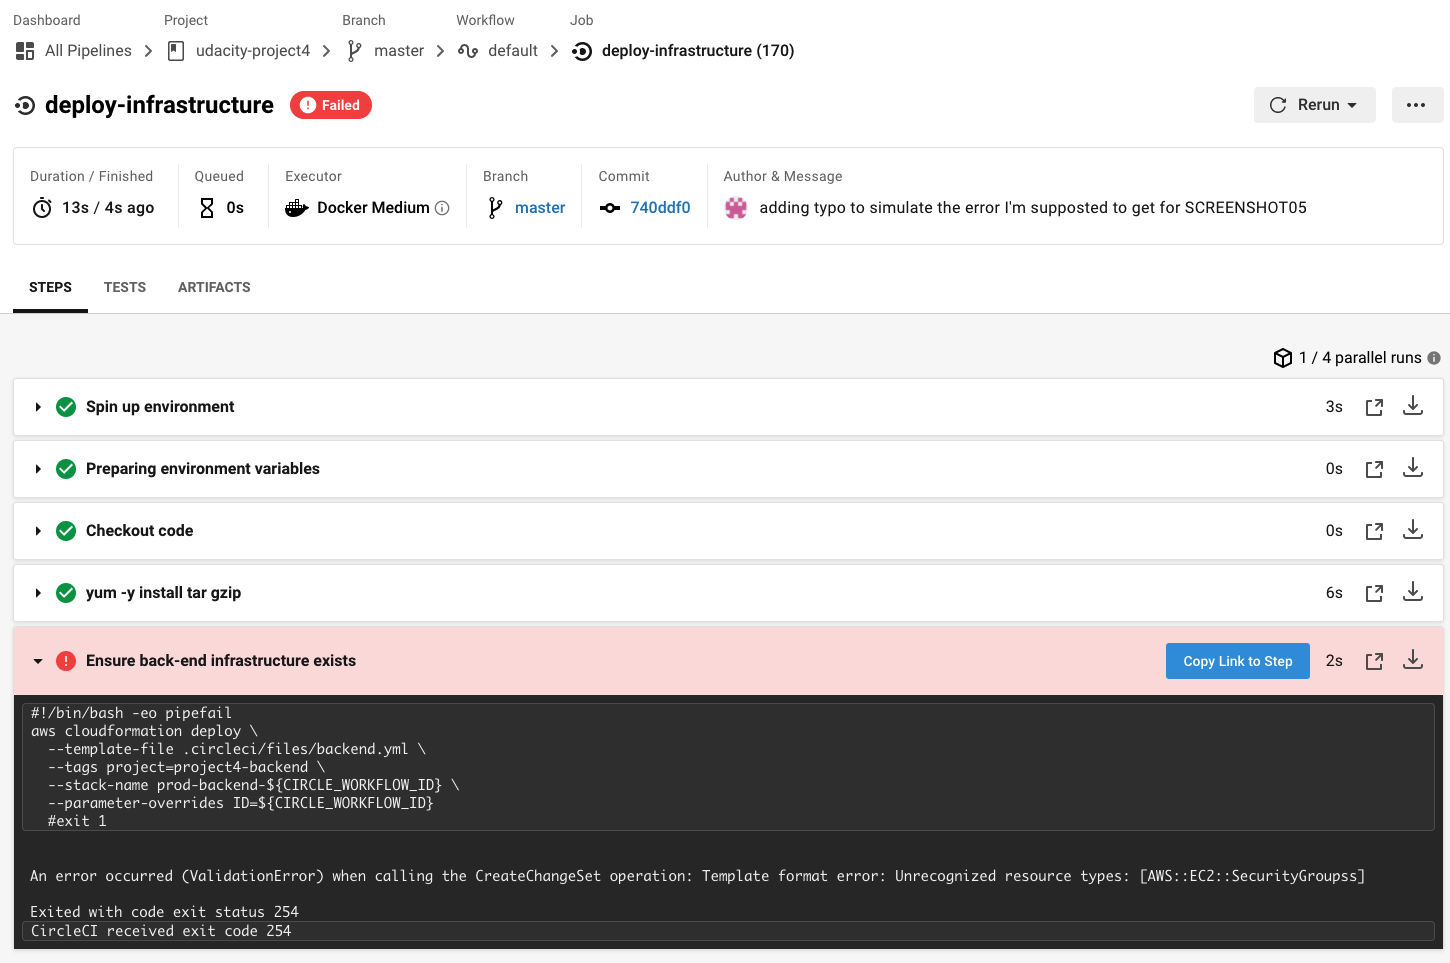 Dashboard Project Branch Workflow Job
All Pipelines udacity-project4 master default deploy-infrastructure (170)
deploy-infrastructure Failed Rerun
Duration / Finished Queued Executor Branch Commit Author & Message
13s / 4s ago 0s Docker Medium master 740ddf0 adding typo to simulate the error I'm supposted to get for SCREENSHOT05
STEPS TESTS ARTIFACTS
1 / 4 parallel runs
Spin up environment 3s
Preparing environment variables 0s
Checkout code 0s
yum -y install tar gzip 6s
Ensure back-end infrastructure exists Copy Link to Step 2s
#!/bin/bash -eo pipefail
aws cloudformation deploy \
--template-file .circleci/files/backend.yml \
--tags project=project4-backend \
--stack-name prod-backend-${CIRCLE_WORKFLOW_ID} \
--parameter-overrides ID=${CIRCLE_WORKFLOW_ID}
#exit 1
An error occurred (ValidationError) when calling the CreateChangeSet operation: Template format error: Unrecognized resource types: [AWS::EC2::SecurityGroupss]
Exited with code exit status 254
CircleCI received exit code 254